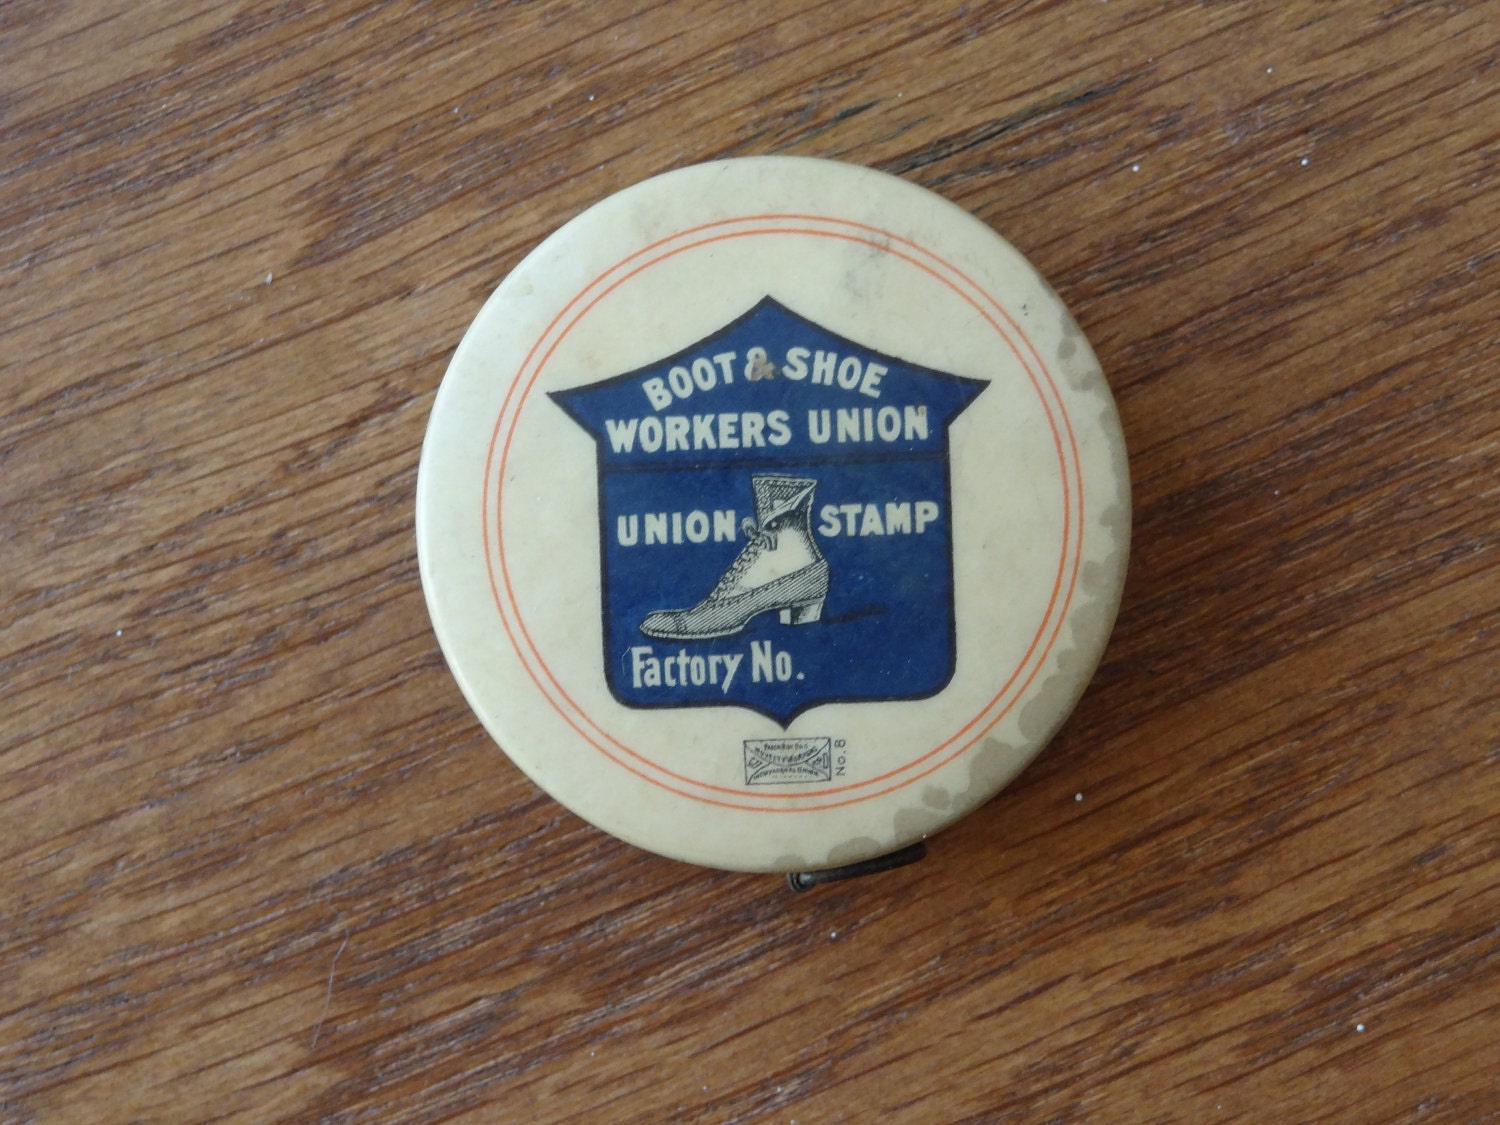 BOOT & SHOE
WORKERS UNION
UNION STAMP
Factory No.
No. 8